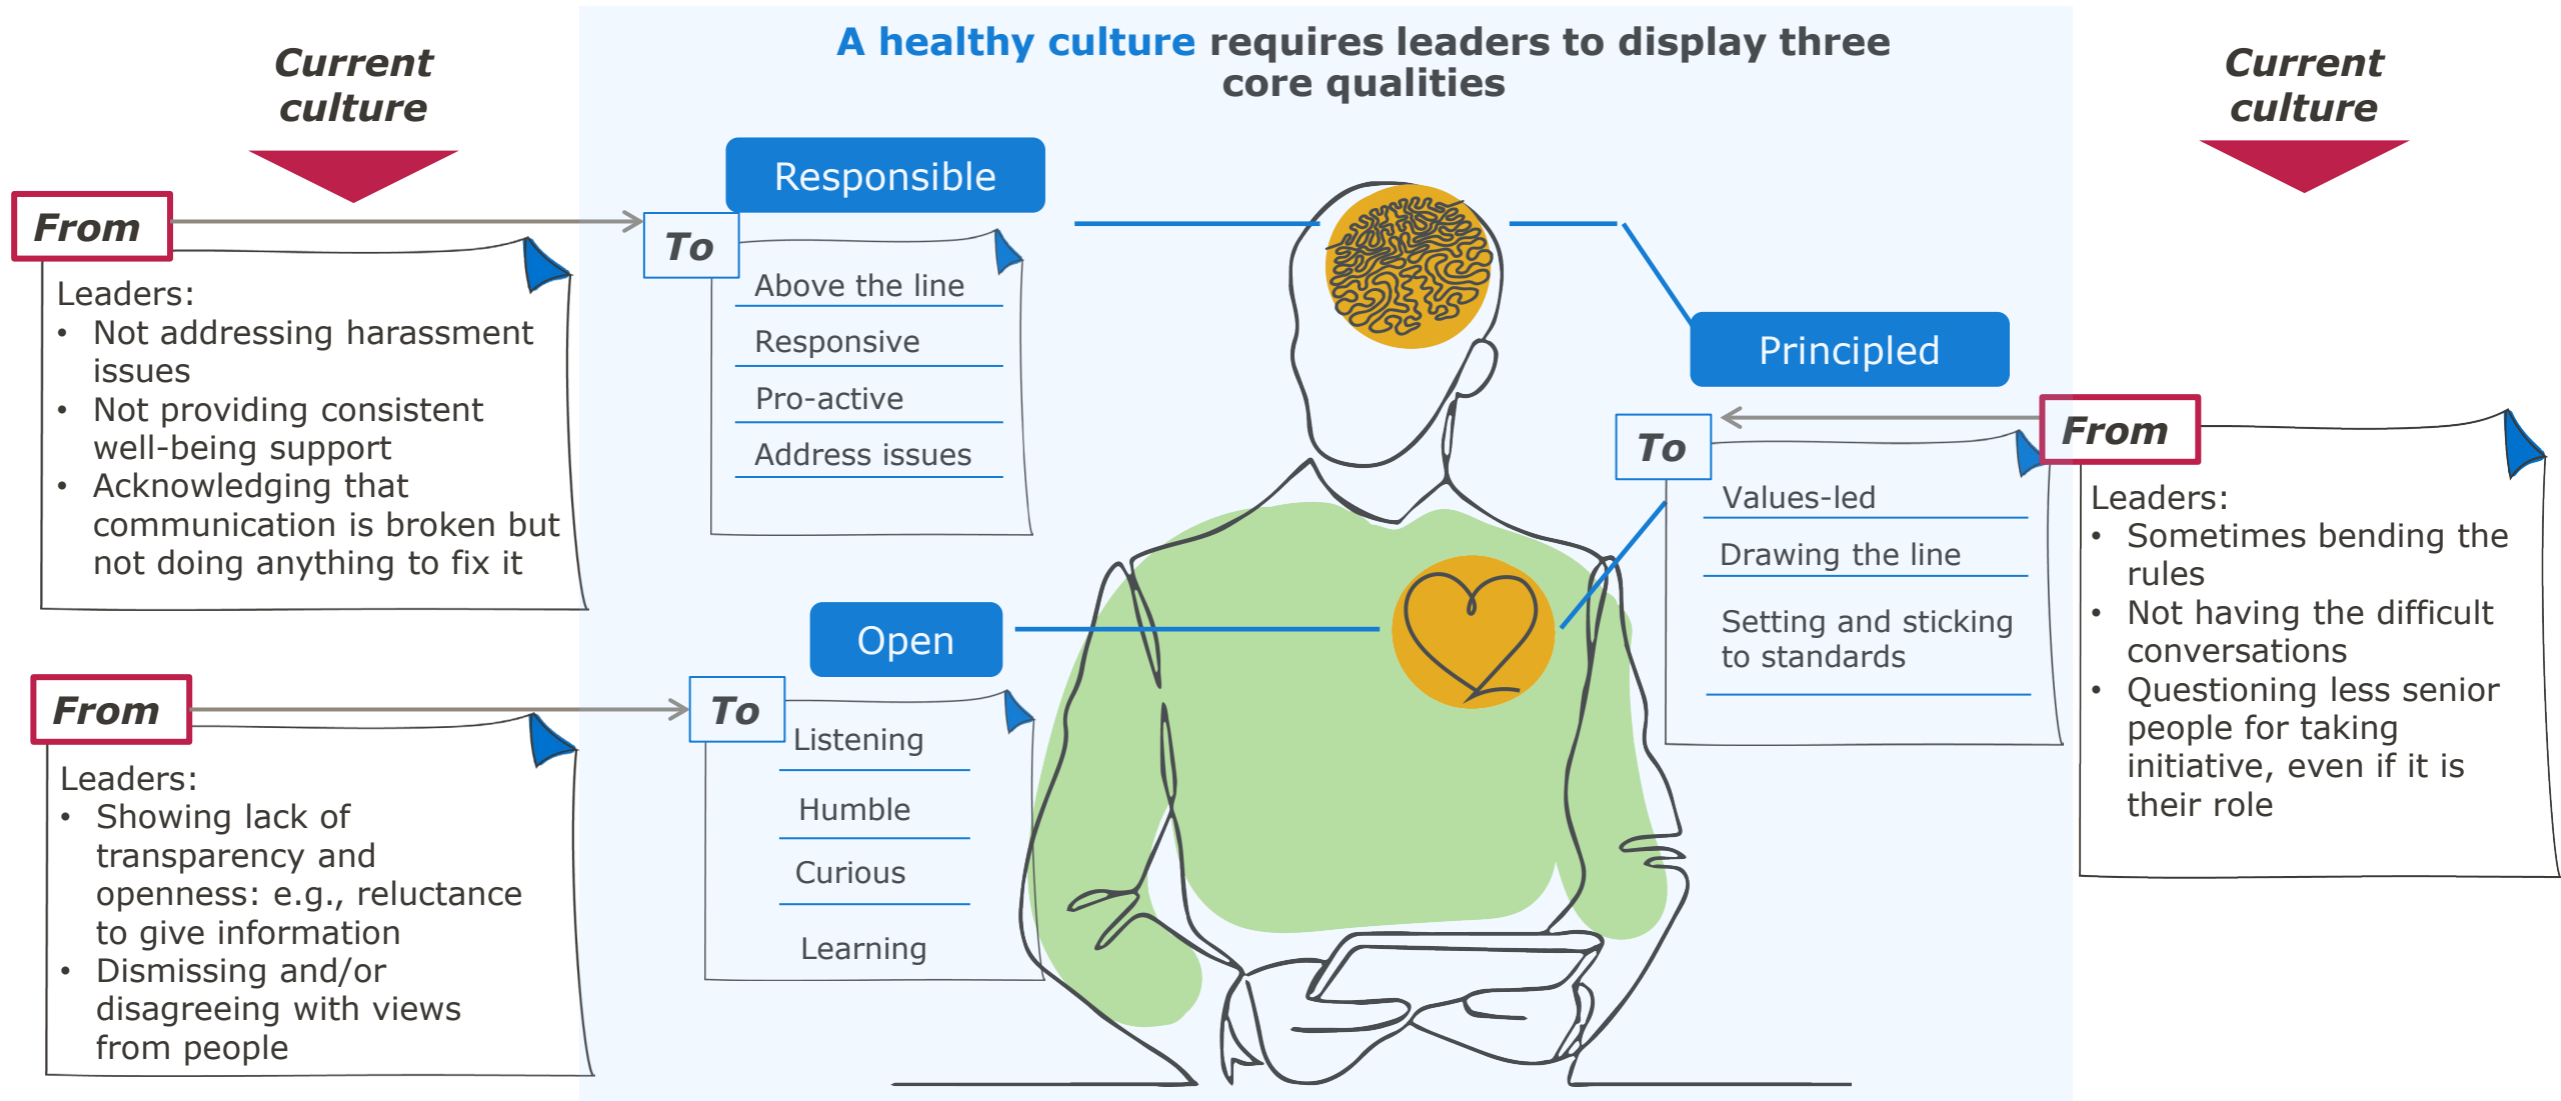 A healthy culture requires leaders to display three
core qualities
Current
culture
From
Leaders:
• Not addressing harassment
issues
• Not providing consistent
well-being support
• Acknowledging that
communication is broken but
not doing anything to fix it
Responsible
To
Above the line
Responsive
Pro-active
Address issues
From
Leaders:
• Showing lack of
transparency and
openness: e.g., reluctance
to give information
• Dismissing and/or
disagreeing with views
from people
Open
To
Listening
Humble
Curious
Learning
Current
culture
Principled
To
Values-led
Drawing the line
Setting and sticking
to standards
From
Leaders:
• Sometimes bending the
rules
• Not having the difficult
conversations
• Questioning less senior
people for taking
initiative, even if it is
their role